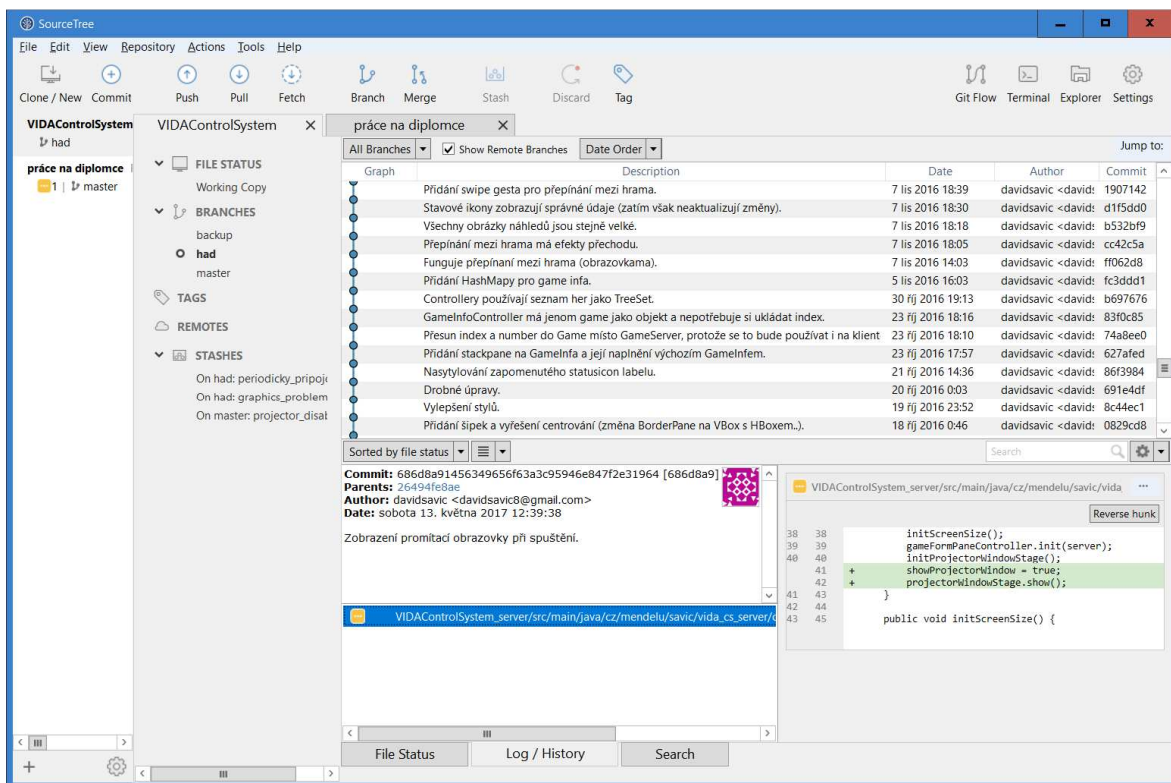 SourceTree
File Edit View Repository Actions Tools Help
Clone / New Commit Push Pull Fetch Branch Merge Stash Discard Tag Git Flow Terminal Explorer Settings
VIDAControlSystem
had
práce na diplomce
1 master
VIDAControlSystem
práce na diplomce
FILE STATUS
Working Copy
BRANCHES
backup
had
master
TAGS
REMOTES
STASHES
On had: periodicky_pripoje
On had: graphics_problem
On master: projector_disal
All Branches Show Remote Branches Date Order Jump to:
Graph Description Date Author Commit
Přidání swipe gesta pro přepínání mezi hrama. 7 lis 2016 18:39 davidsavic <davids 1907142
Stavové ikony zobrazují správné údaje (zatím však neaktualizují změny). 7 lis 2016 18:30 davidsavic <davids d1f5dd0
Všechny obrázky náhledů jsou stejně velké. 7 lis 2016 18:18 davidsavic <davids b532bf9
Přepínání mezi hrama má efekty přechodu. 7 lis 2016 18:05 davidsavic <davids cc42c5a
Funguje přepínaní mezi hrama (obrazovkama). 7 lis 2016 14:03 davidsavic <davids ff062d8
Přidání HashMapy pro game infa. 5 lis 2016 16:03 davidsavic <davids fc3ddd1
Controllery používají seznam her jako TreeSet. 30 říj 2016 19:13 davidsavic <davids b697676
GameInfoController má jenom game jako objekt a nepotřebuje si ukládat index. 23 říj 2016 18:16 davidsavic <davids 83f0c85
Přesun index a number do Game místo GameServer, protože se to bude používat i na klient 23 říj 2016 18:10 davidsavic <davids 74a8ee0
Přidání stackpane na GameInfa a její naplnění výchozím GameInfem. 23 říj 2016 17:57 davidsavic <davids 627afed
Nasytylování zapomenutého statusicon labelu. 21 říj 2016 14:36 davidsavic <davids 86f3984
Drobné úpravy. 20 říj 2016 0:03 davidsavic <davids 691e4df
Vylepšení stylů. 19 říj 2016 23:52 davidsavic <davids 8c44ec1
Přidání šipek a vyřešení centrování (změna BorderPane na VBox s HBoxem..). 18 říj 2016 0:46 davidsavic <davids 0829cd8
Sorted by file status Search
Commit: 686d8a91456349656f63a3c95946e847f2e31964 [686d8a9]
Parents: 26494fe8ae
Author: davidsavic <davidsavic8@gmail.com>
Date: sobota 13. května 2017 12:39:38
Zobrazení promítací obrazovky při spuštění.
VIDAControlSystem_server/src/main/java/cz/mendelu/savic/vida_cs_server/c
VIDAControlSystem_server/src/main/java/cz/mendelu/savic/vida_ ...
Reverse hunk
38 38 initScreenSize();
39 39 gameFormPaneController.init(server);
40 40 initProjectorWindowStage();
41 + showProjectorWindow = true;
42 + projectorWindowStage.show();
41 43 }
42 44
43 45 public void initScreenSize() {
File Status Log / History Search